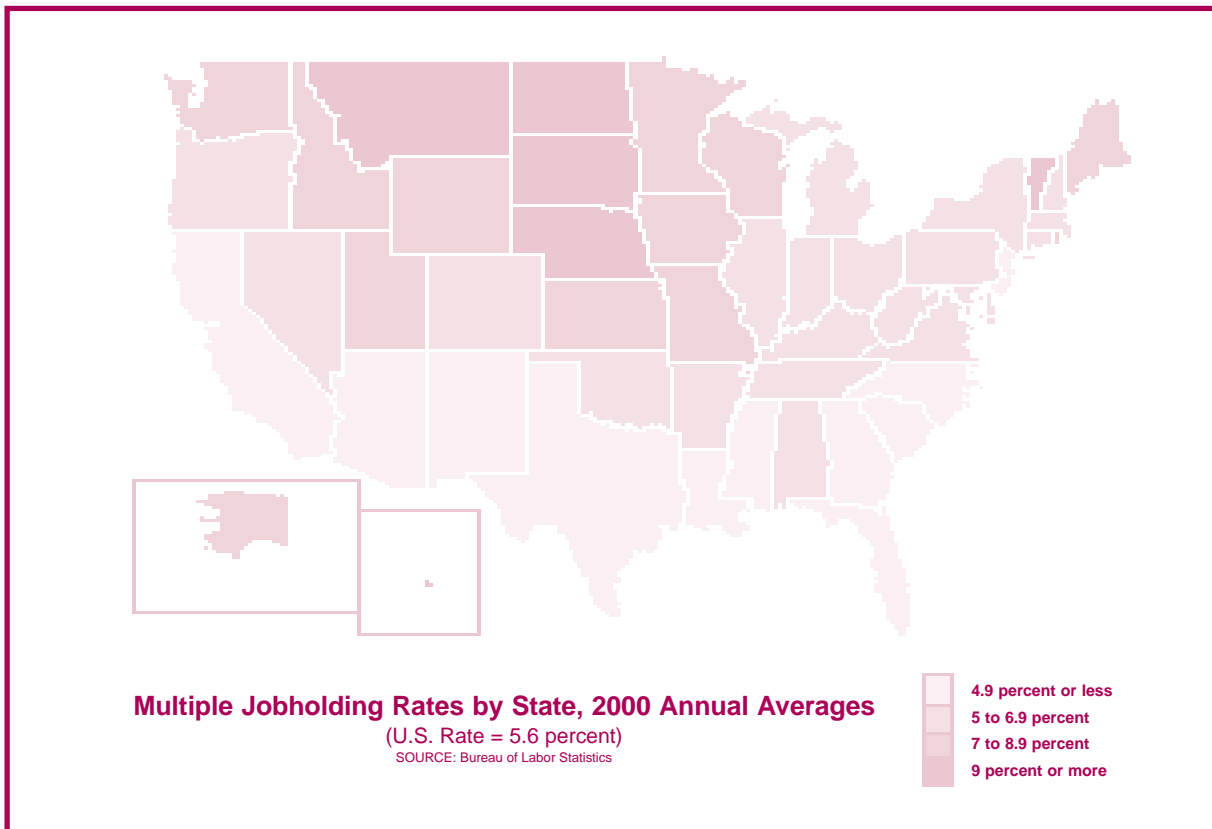 Multiple Jobholding Rates by State, 2000 Annual Averages
(U.S. Rate = 5.6 percent)
SOURCE: Bureau of Labor Statistics
4.9 percent or less
5 to 6.9 percent
7 to 8.9 percent
9 percent or more